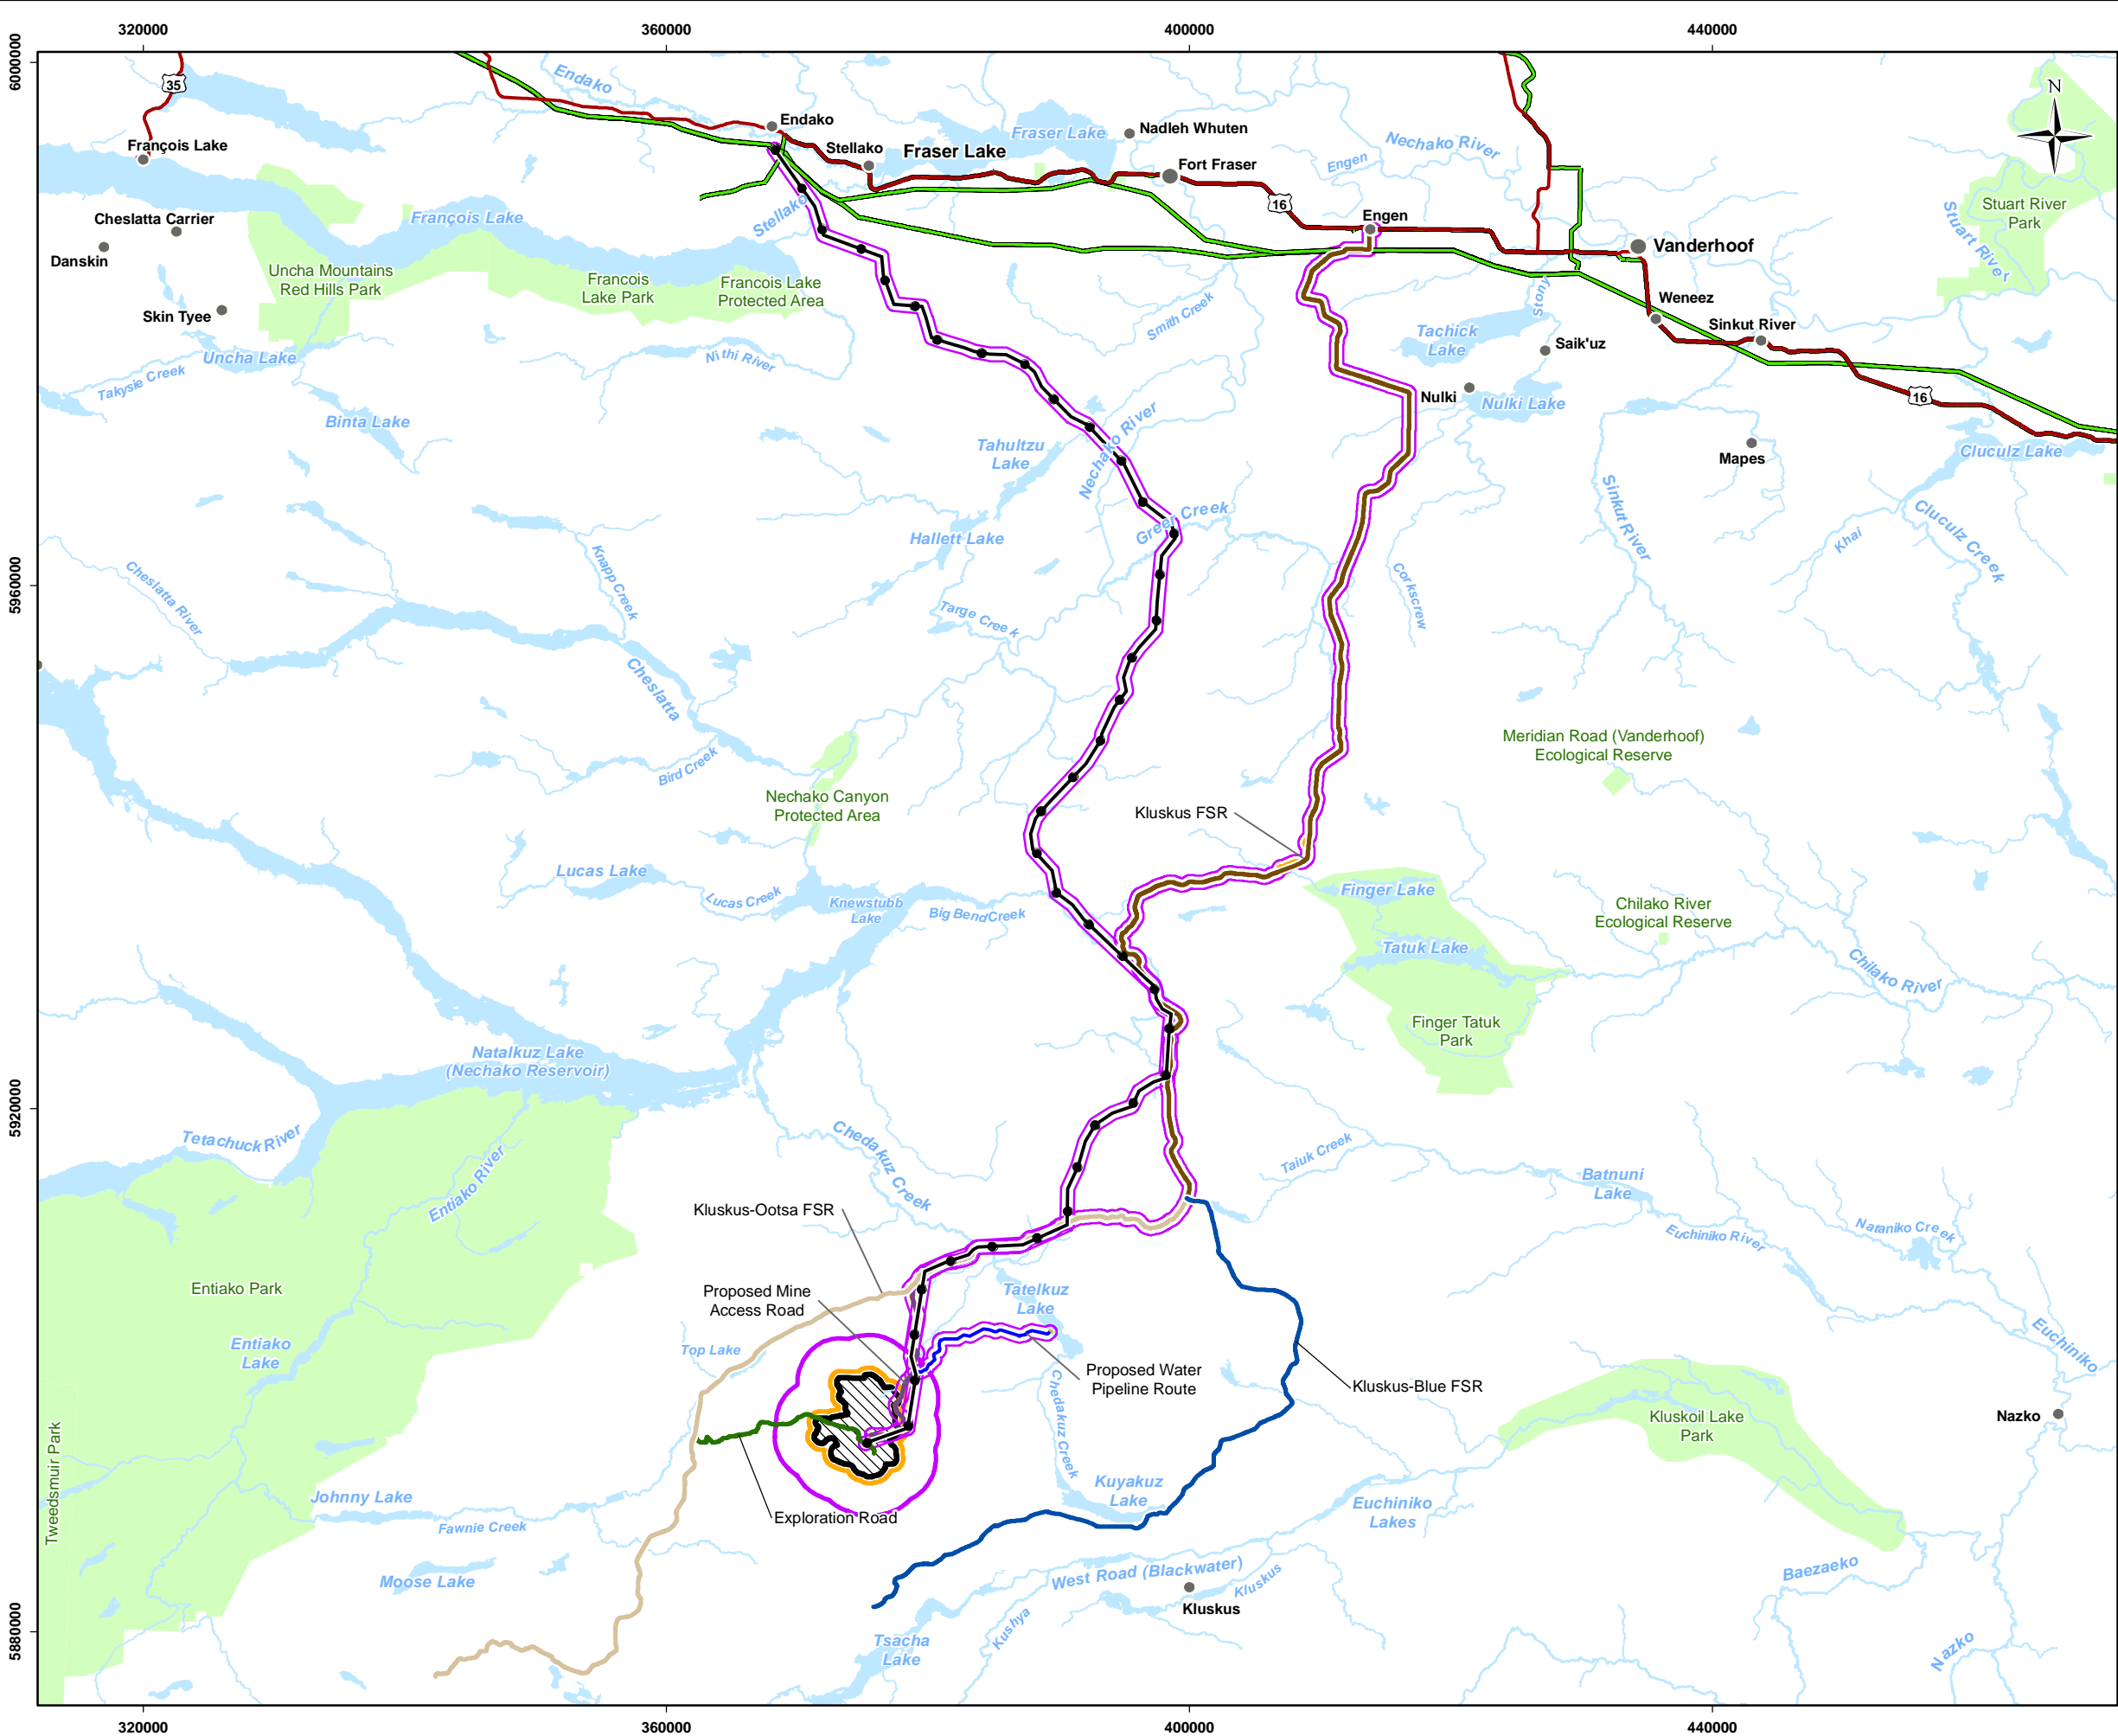 320000
360000
400000
440000
6000000
5960000
5920000
5880000
N
35
Endako
Endako
François Lake
Stellako
Fraser Lake
Fraser Lake
Nadleh Whuten
Fort Fraser
Engen
Nechako River
16
Engen
Stuart River
Park
Stuart River
Cheslatta Carrier
Danskin
François Lake
Stellako
Vanderhoof
Uncha Mountains
Red Hills Park
Francois
Lake Park
Francois Lake
Protected Area
Skin Tyee
Uncha Lake
Takysie Creek
Nithi River
Smith Creek
Stony
Weneez
Tachick
Lake
Sinkut River
Saik'uz
Nulki
Nulki Lake
16
Binta Lake
Tahultzu
Lake
Nechako River
Mapes
Cluculz Lake
Greer Creek
Hallett Lake
Sinkut River
Khai
Cluculz Creek
Cheslatta River
Knapp Creek
Targe Creek
Corkscrew
Cheslatta
Bird Creek
Nechako Canyon
Protected Area
Meridian Road (Vanderhoof)
Ecological Reserve
Kluskus FSR
Lucas Lake
Lucas Creek
Knewstubb
Lake
Big Bend Creek
Finger Lake
Chilako River
Ecological Reserve
Tatuk Lake
Chilako River
Finger Tatuk
Park
Natalkuz Lake
(Nechako Reservoir)
Tetachuck River
Entiako River
Chedakuz Creek
Taiuk Creek
Batnuni
Lake
Kluskus-Ootsa FSR
Euchiniko River
Nataniko Creek
Entiako Park
Proposed Mine
Access Road
Tatelkuz
Lake
Entiako
Lake
Top Lake
Euchiniko
Proposed Water
Pipeline Route
Kluskus-Blue FSR
Chedakuz Creek
Kluskoil Lake
Park
Nazko
Tweedsmuir Park
Johnny Lake
Fawnie Creek
Exploration Road
Kuyakuz
Lake
Euchiniko
Lakes
Moose Lake
West Road (Blackwater)
Kluskus
Kluskus
Baezaeko
Kushya
Tsacha
Lake
Nazko
320000
360000
400000
440000